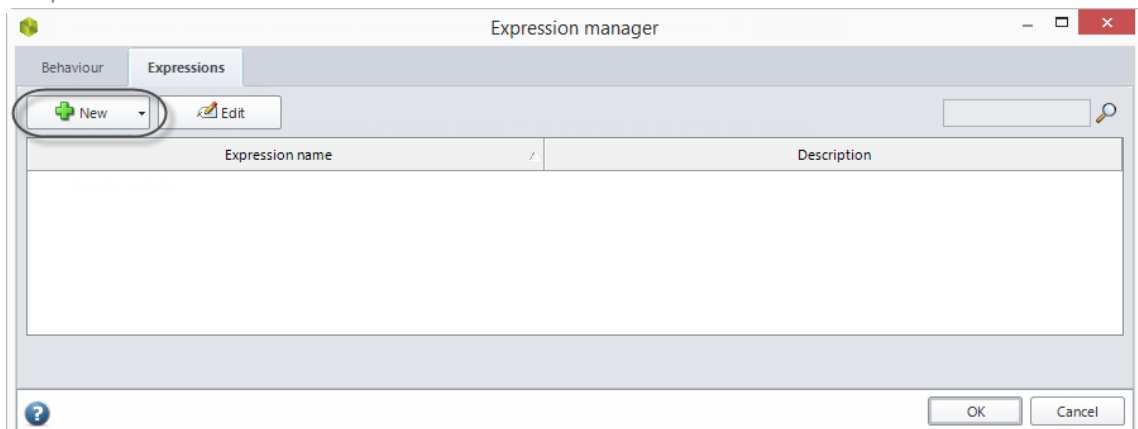 Expression manager
Behaviour Expressions
New Edit
Expression name Description
OK Cancel